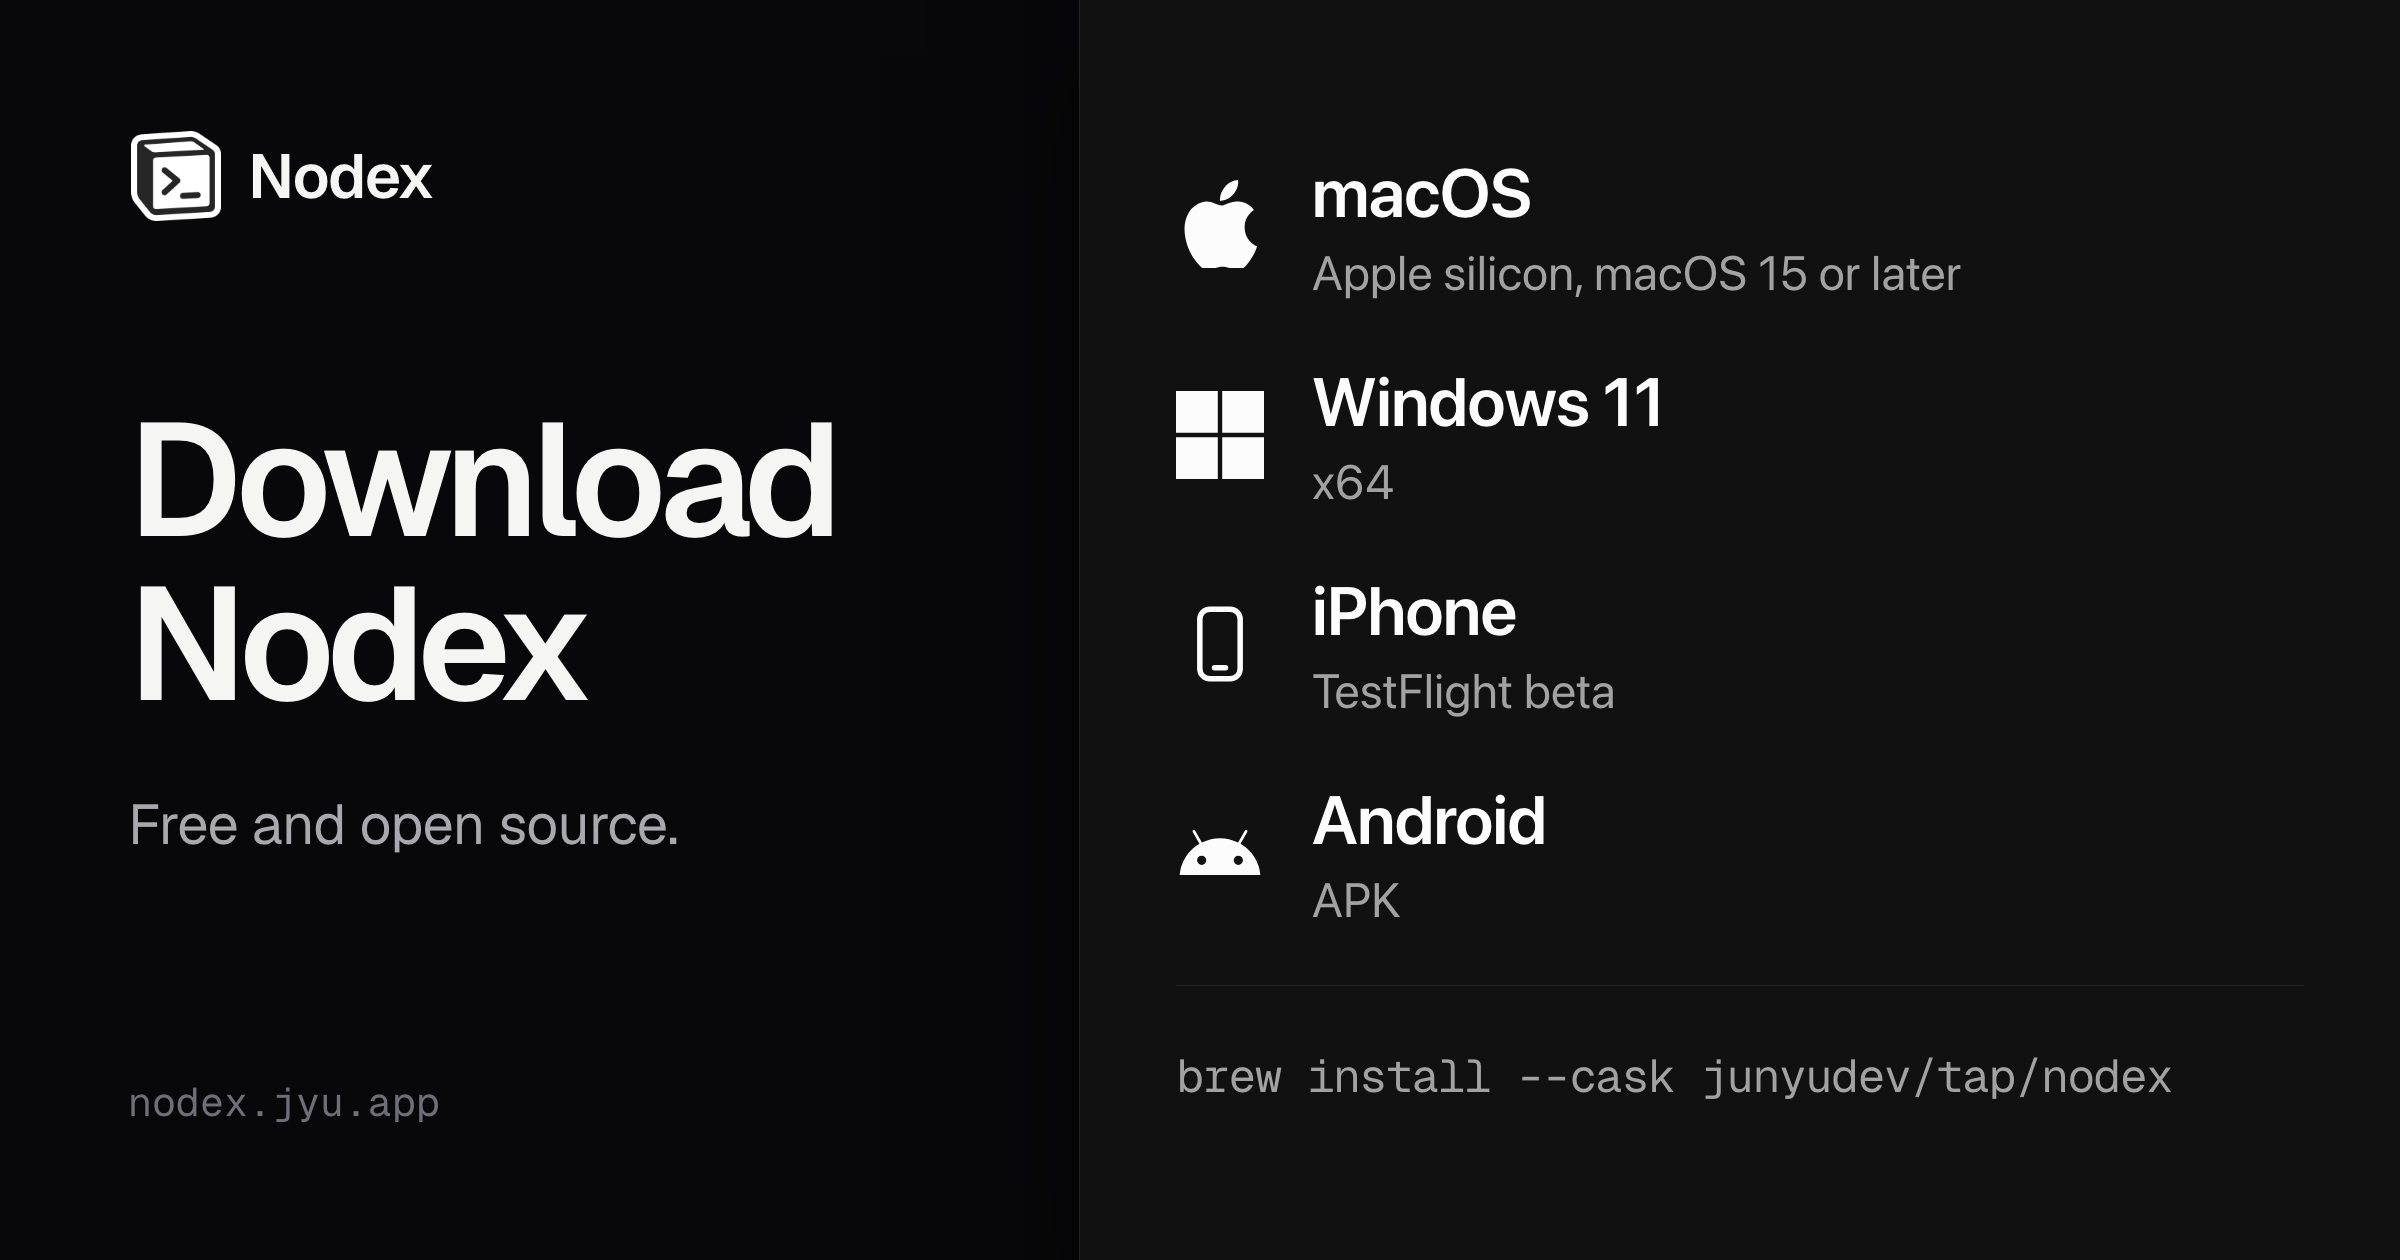 Nodex
Download
Nodex
Free and open source.
nodex.jyu.app
macOS
Apple silicon, macOS 15 or later
Windows 11
x64
iPhone
TestFlight beta
Android
APK
brew install --cask junyudev/tap/nodex